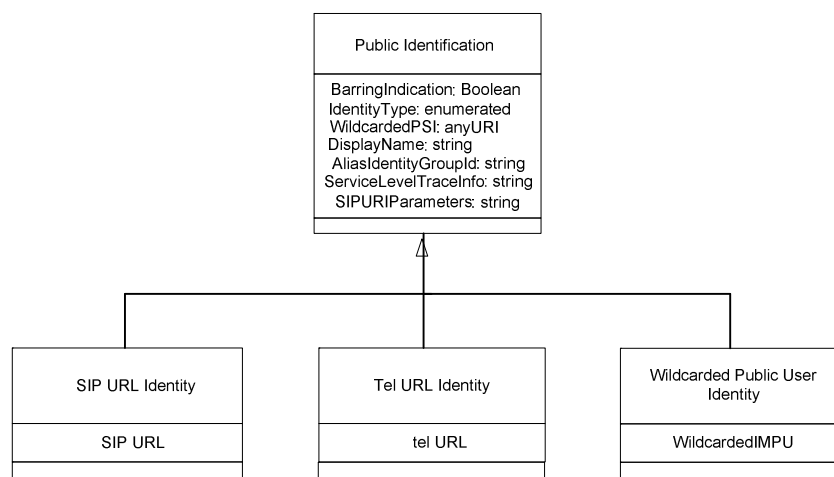 Public Identification
BarringIndication: Boolean
IdentityType: enumerated
WildcardedPSI: anyURI
DisplayName: string
AliasIdentityGroupId: string
ServiceLevelTraceInfo: string
SIPURIParameters: string
SIP URL Identity
SIP URL
Tel URL Identity
tel URL
Wildcarded Public User
Identity
WildcardedIMPU